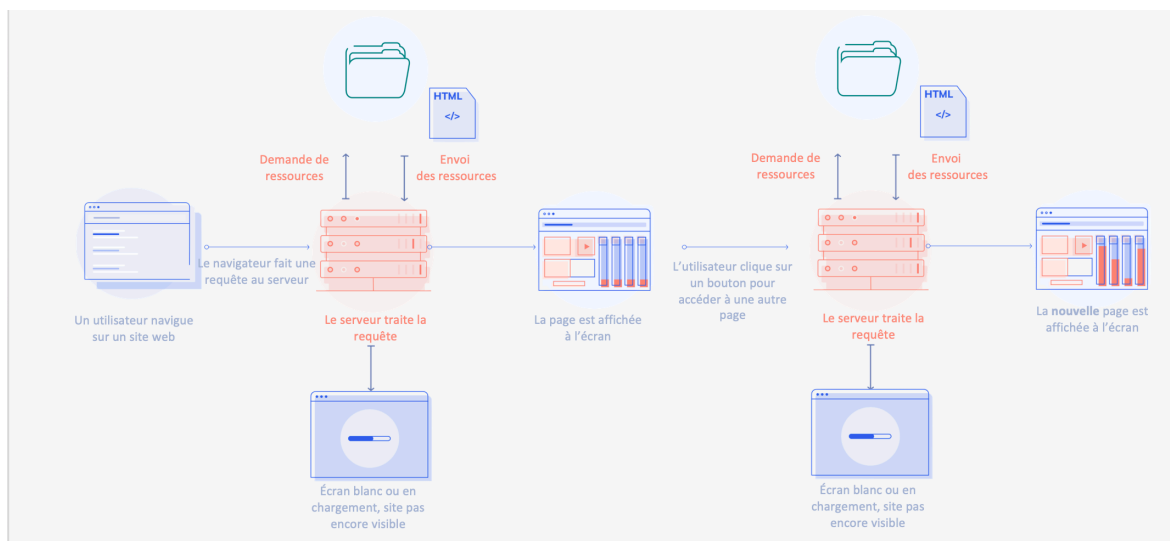 HTML
</>
Demande de
ressources
Envoi
des ressources
Le navigateur fait une
requête au serveur
Un utilisateur navigue
sur un site web
Le serveur traite la
requête
La page est affichée
à l'écran
Écran blanc ou en
chargement, site pas
encore visible
L'utilisateur clique sur
un bouton pour
accéder à une autre
page
HTML
</>
Demande de
ressources
Envoi
des ressources
Le serveur traite la
requête
La nouvelle page est
affichée à l'écran
Écran blanc ou en
chargement, site pas
encore visible